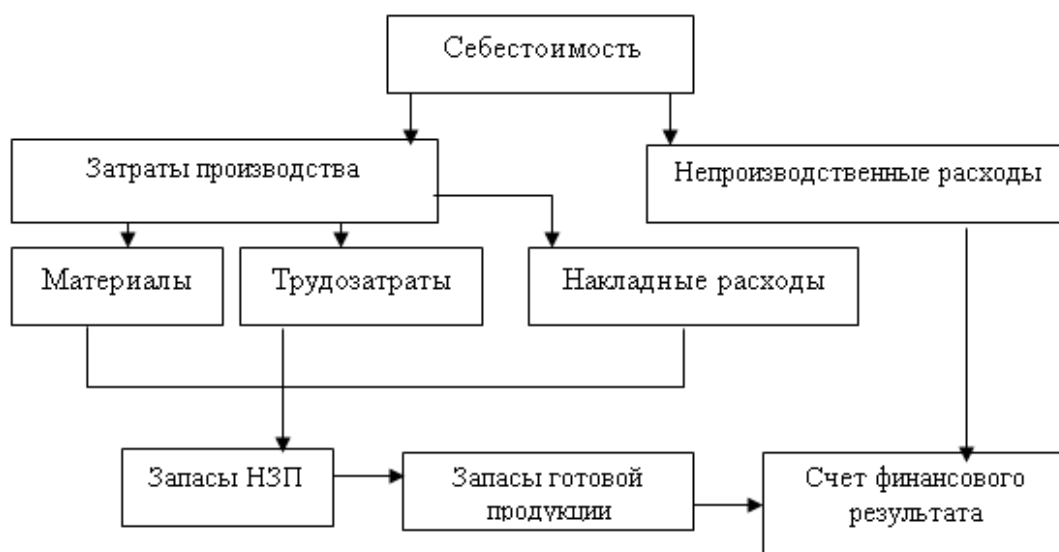 Себестоимость
Затраты производства
Непроизводственные расходы
Материалы
Трудозатраты
Накладные расходы
Запасы НЗП
Запасы готовой
продукции
Счет финансового
результата